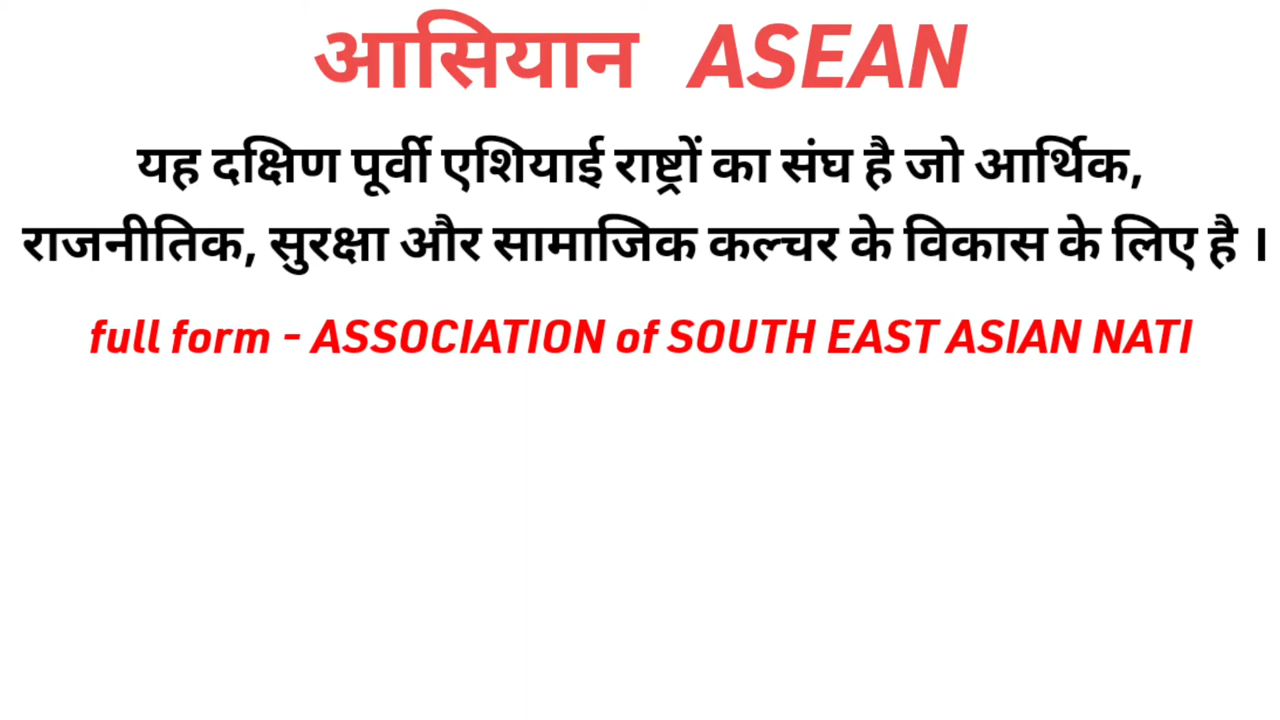 आसियान ASEAN
यह दक्षिण पूर्वी एशियाई राष्ट्रों का संघ है जो आर्थिक,
राजनीतिक, सुरक्षा और सामाजिक कल्चर के विकास के लिए है ।
full form - ASSOCIATION of SOUTH EAST ASIAN NATI